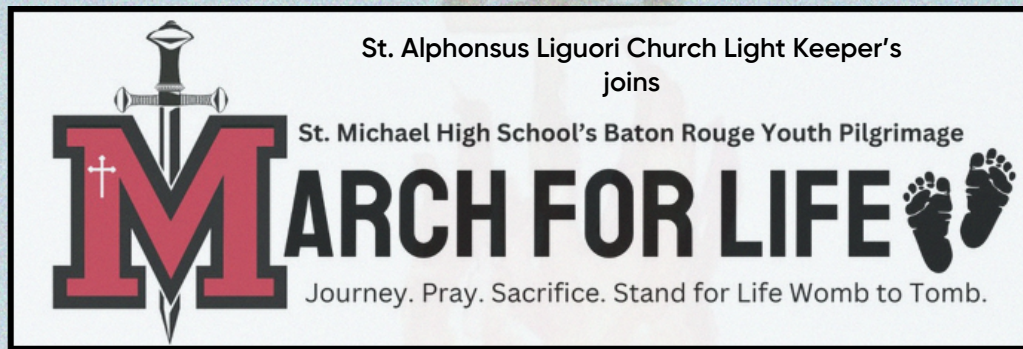 St. Alphonsus Liguori Church Light Keeper's
joins
St. Michael High School's Baton Rouge Youth Pilgrimage
MARCH FOR LIFE
Journey. Pray. Sacrifice. Stand for Life Womb to Tomb.